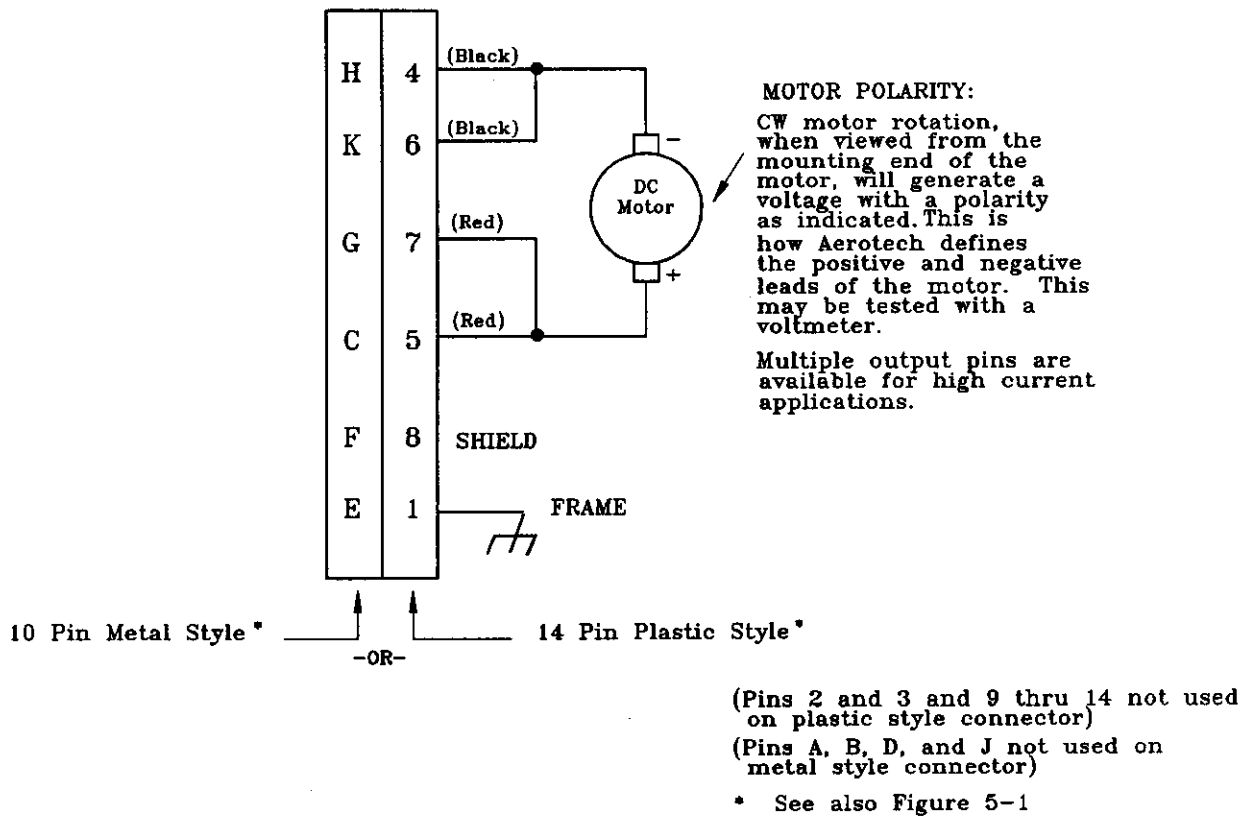 H 4 (Black)
K 6 (Black)
G 7 (Red)
C 5 (Red)
F 8 SHIELD
E 1 FRAME
-
DC
Motor
+
MOTOR POLARITY:
CW motor rotation,
when viewed from the
mounting end of the
motor, will generate a
voltage with a polarity
as indicated. This is
how Aerotech defines
the positive and negative
leads of the motor. This
may be tested with a
voltmeter.
Multiple output pins are
available for high current
applications.
10 Pin Metal Style *
-OR-
14 Pin Plastic Style *
(Pins 2 and 3 and 9 thru 14 not used
on plastic style connector)
(Pins A, B, D, and J not used on
metal style connector)
* See also Figure 5-1